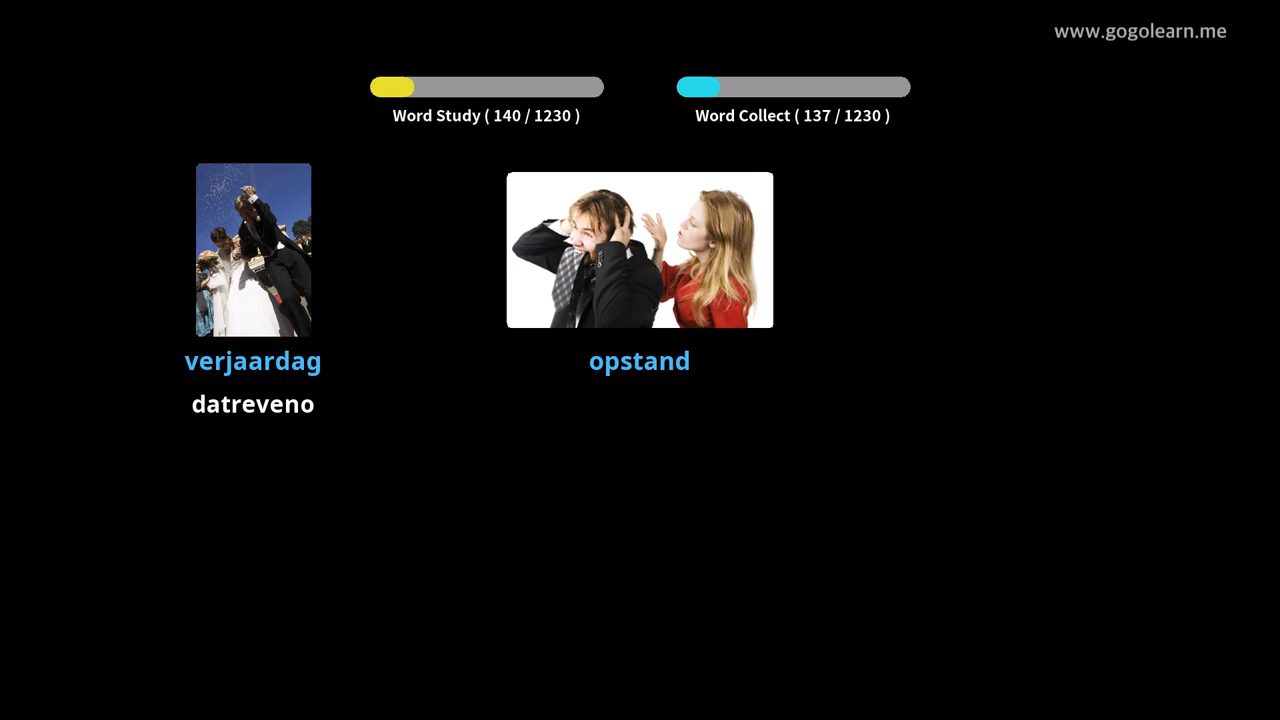 www.gogolearn.me
Word Study ( 140 / 1230 )
Word Collect ( 137 / 1230 )
verjaardag
opstand
datreveno